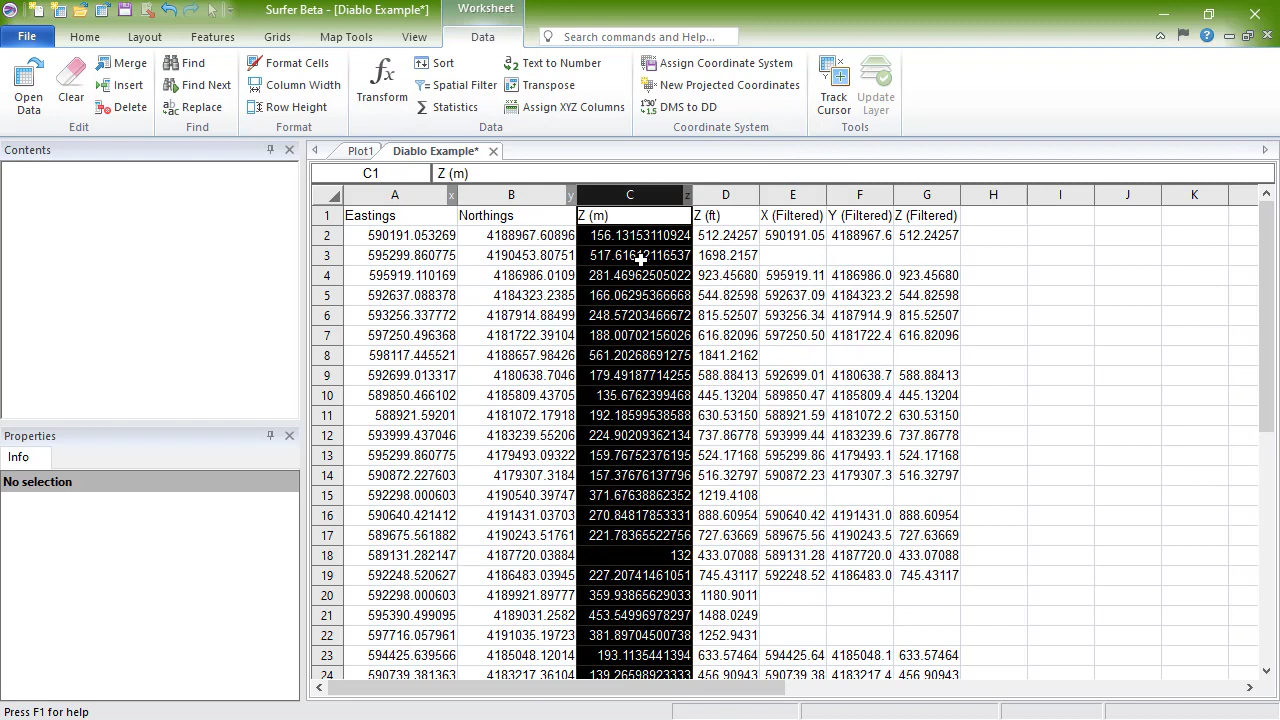 Surfer Beta - [Diablo Example*]
Worksheet
File Home Layout Features Grids Map Tools View Data Search commands and Help...
Open Data
Clear
Merge
Insert
Delete
Edit
Find
Find Next
Replace
Find
Format Cells
Column Width
Row Height
Format
Transform
Sort
Spatial Filter
Statistics
Text to Number
Transpose
Assign XYZ Columns
Data
Assign Coordinate System
New Projected Coordinates
DMS to DD
Coordinate System
Track Cursor
Update Layer
Tools
Contents
Properties
Info
No selection
Plot1 Diablo Example*
C1 Z (m)
A x B y C z D E F G H I J K
1 Eastings Northings Z (m) Z (ft) X (Filtered) Y (Filtered) Z (Filtered)
2 590191.053269 4188967.60896 156.13153110924 512.24257 590191.05 4188967.6 512.24257
3 595299.860775 4190453.80751 1698.2157
4 595919.110169 4186986.0109 281.46962505022 923.45680 595919.11 4186986.0 923.45680
5 592637.088378 4184323.2385 166.06295366668 544.82598 592637.09 4184323.2 544.82598
6 593256.337772 4187914.88499 248.57203466672 815.52507 593256.34 4187914.9 815.52507
7 597250.496368 4181722.39104 188.00702156026 616.82096 597250.50 4181722.4 616.82096
8 598117.445521 4188657.98426 561.20268691275 1841.2162
9 592699.013317 4180638.7046 179.49187714255 588.88413 592699.01 4180638.7 588.88413
10 589850.466102 4185809.43705 135.6762399468 445.13204 589850.47 4185809.4 445.13204
11 588921.59201 4181072.17918 192.18599538588 630.53150 588921.59 4181072.2 630.53150
12 593999.437046 4183239.55206 224.90209362134 737.86778 593999.44 4183239.6 737.86778
13 595299.860775 4179493.09322 159.76752376195 524.17168 595299.86 4179493.1 524.17168
14 590872.227603 4179307.3184 157.37676137796 516.32797 590872.23 4179307.3 516.32797
15 592298.000603 4190540.39747 371.67638862352 1219.4108
16 590640.421412 4191431.03703 270.84817853331 888.60954 590640.42 4191431.0 888.60954
17 589675.561882 4190243.51761 221.78365522756 727.63669 589675.56 4190243.5 727.63669
18 589131.282147 4187720.03884 132 433.07088 589131.28 4187720.0 433.07088
19 592248.520627 4186483.03945 227.20741461051 745.43117 592248.52 4186483.0 745.43117
20 592298.000603 4189921.89777 359.93865629033 1180.9011
21 595390.499095 4189031.2582 453.54996978297 1488.0249
22 597716.057961 4191035.19723 381.89704500738 1252.9431
23 594425.639566 4185048.12014 193.1135441394 633.57464 594425.64 4185048.1 633.57464
24 590739.381363 4183217.36104 139.26598923333 456.90943 590739.38 4183217.4 456.90943
Press F1 for help